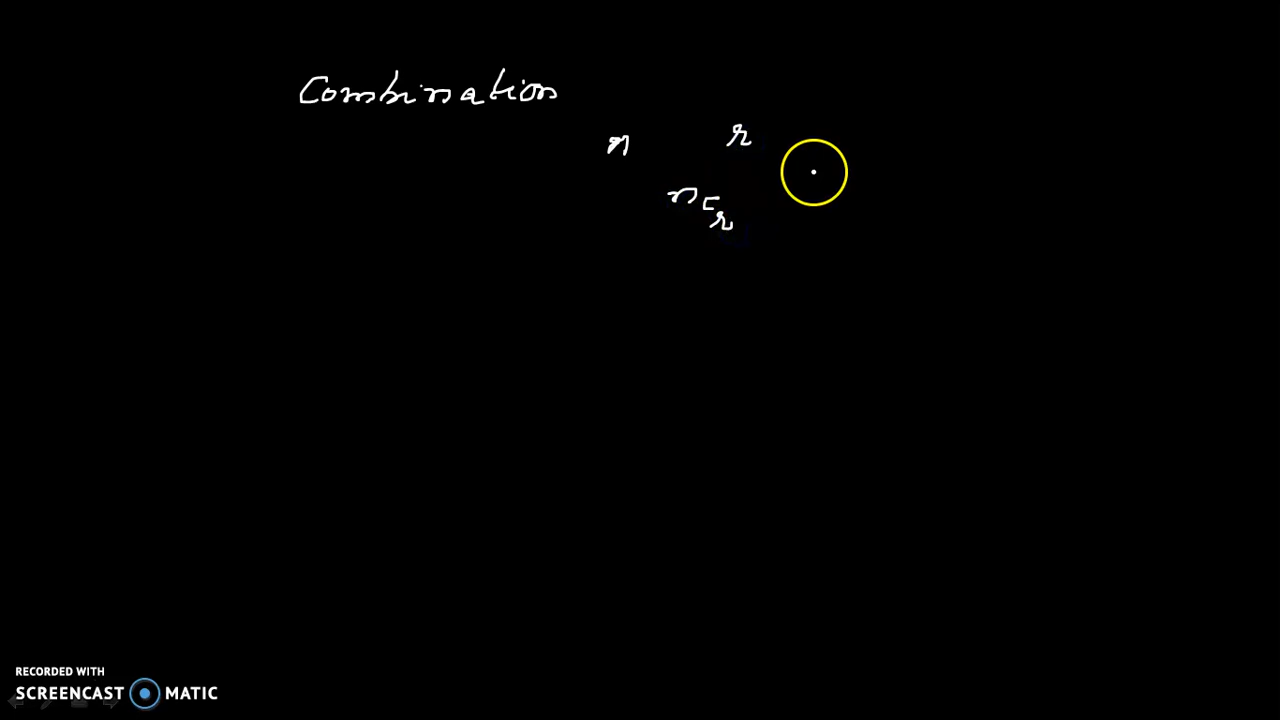 Combination
n r
nCr
RECORDED WITH
SCREENCAST MATIC